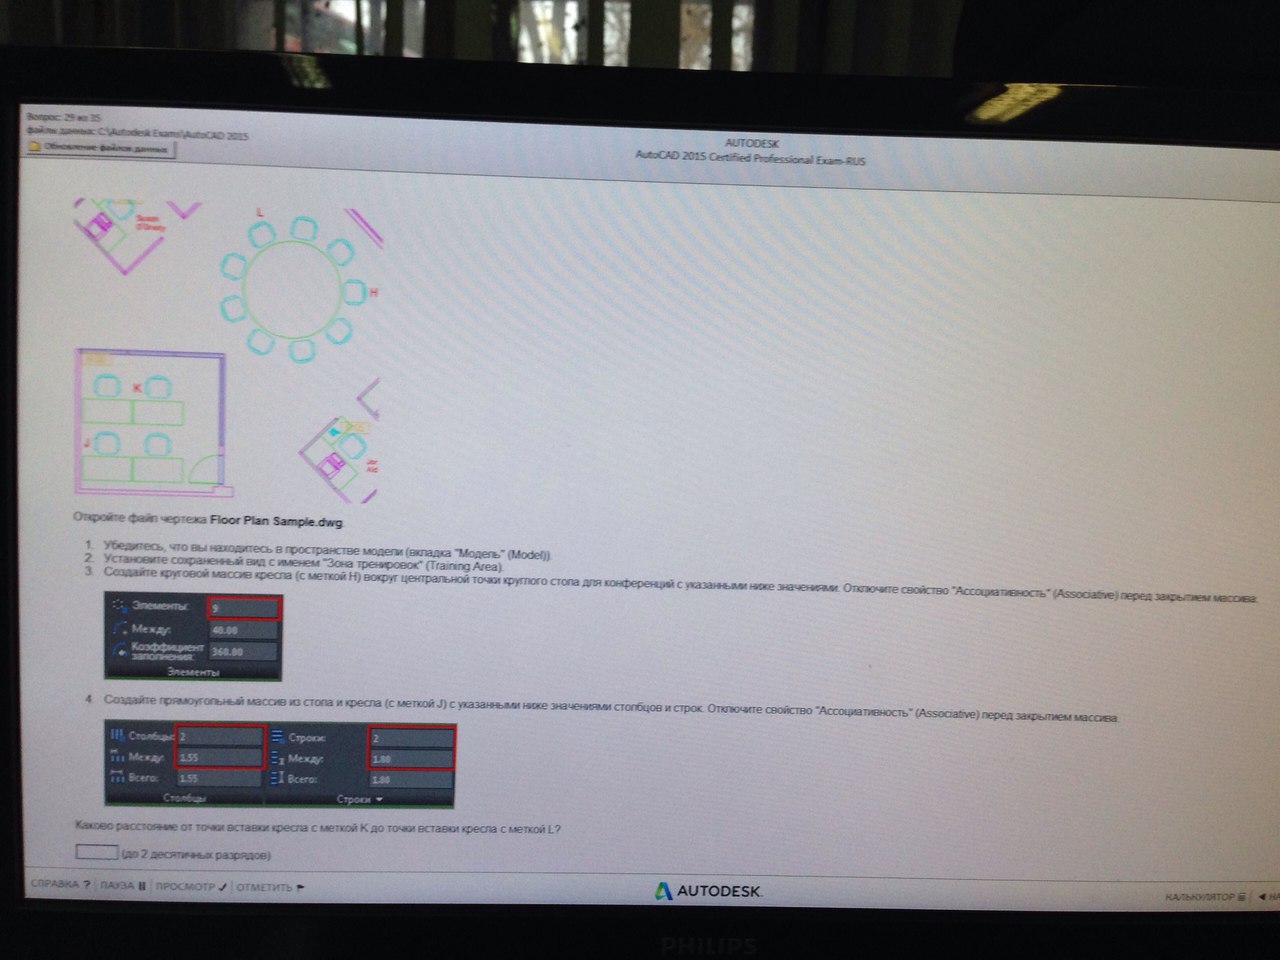 Вопрос: 29 из 35
файлы данных: C:\Autodesk Exams\AutoCAD 2015
Обновление файлов данных
AUTODESK
AutoCAD 2015 Certified Professional Exam-RUS
L
H
K
J
Откройте файл чертежа Floor Plan Sample.dwg.
1. Убедитесь, что вы находитесь в пространстве модели (вкладка "Модель" (Model)).
2. Установите сохраненный вид с именем "Зона тренировок" (Training Area).
3. Создайте круговой массив кресла (с меткой H) вокруг центральной точки круглого стола для конференций с указанными ниже значениями. Отключите свойство "Ассоциативность" (Associative) перед закрытием массива.
Элементы: 9
Между: 40.00
Коэффициент заполнения: 360.00
Элементы
4. Создайте прямоугольный массив из стола и кресла (с меткой J) с указанными ниже значениями столбцов и строк. Отключите свойство "Ассоциативность" (Associative) перед закрытием массива.
Столбцы: 2 Строки: 2
Между: 1.55 Между: 1.80
Всего: 1.55 Всего: 1.80
Столбцы Строки
Каково расстояние от точки вставки кресла с меткой K до точки вставки кресла с меткой L?
(до 2 десятичных разрядов)
СПРАВКА ? ПАУЗА ПРОСМОТР ОТМЕТИТЬ
AUTODESK.
КАЛЬКУЛЯТОР
PHILIPS